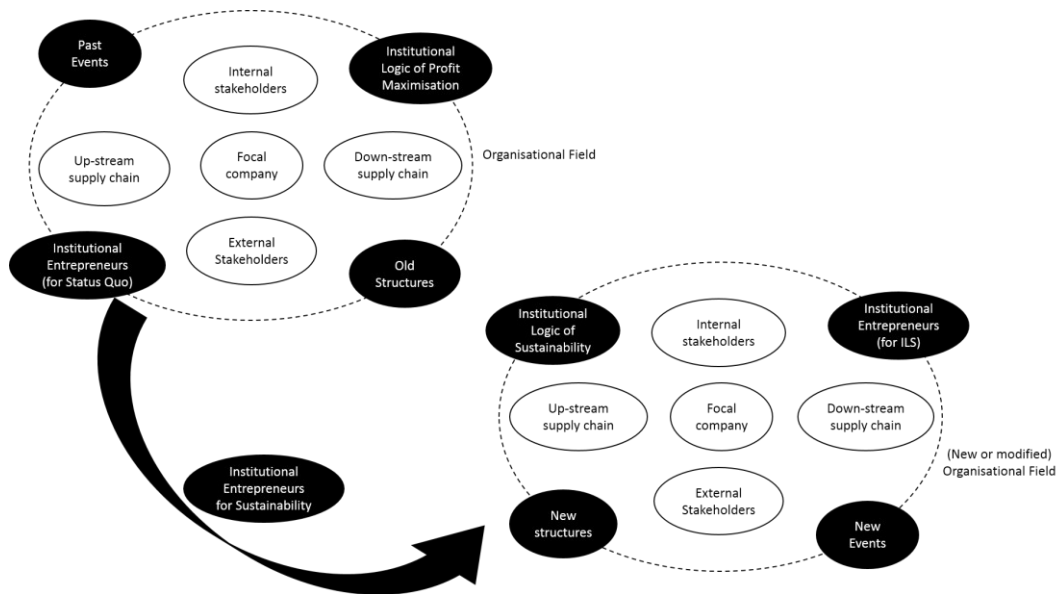 Past
Events
Institutional
Logic of Profit
Maximisation
Internal
stakeholders
Up-stream
supply chain
Focal
company
Down-stream
supply chain
Organisational Field
Institutional
Entrepreneurs
(for Status Quo)
External
Stakeholders
Old
Structures
Institutional
Logic of
Sustainability
Internal
stakeholders
Institutional
Entrepreneurs
(for ILS)
Up-stream
supply chain
Focal
company
Down-stream
supply chain
(New or modified)
Organisational Field
Institutional
Entrepreneurs
for Sustainability
New
structures
External
Stakeholders
New
Events